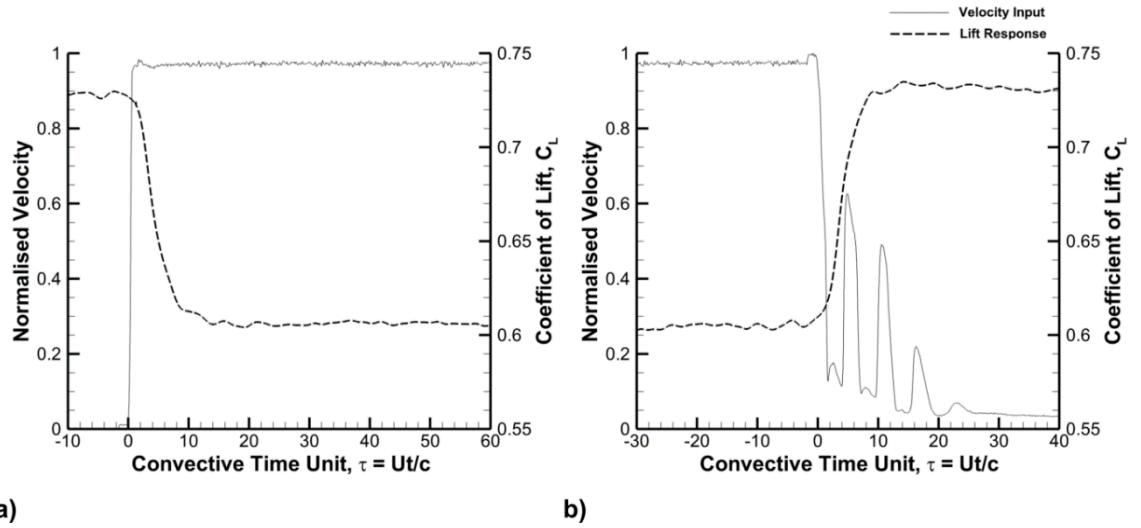 Velocity Input
Lift Response
1
0.8
0.6
0.4
0.2
0
Normalised Velocity
0.75
0.7
0.65
0.6
0.55
Coefficient of Lift, CL
-10 0 10 20 30 40 50 60
Convective Time Unit, τ = Ut/c
a)
1
0.8
0.6
0.4
0.2
0
Normalised Velocity
0.75
0.7
0.65
0.6
0.55
Coefficient of Lift, CL
-30 -20 -10 0 10 20 30 40
Convective Time Unit, τ = Ut/c
b)